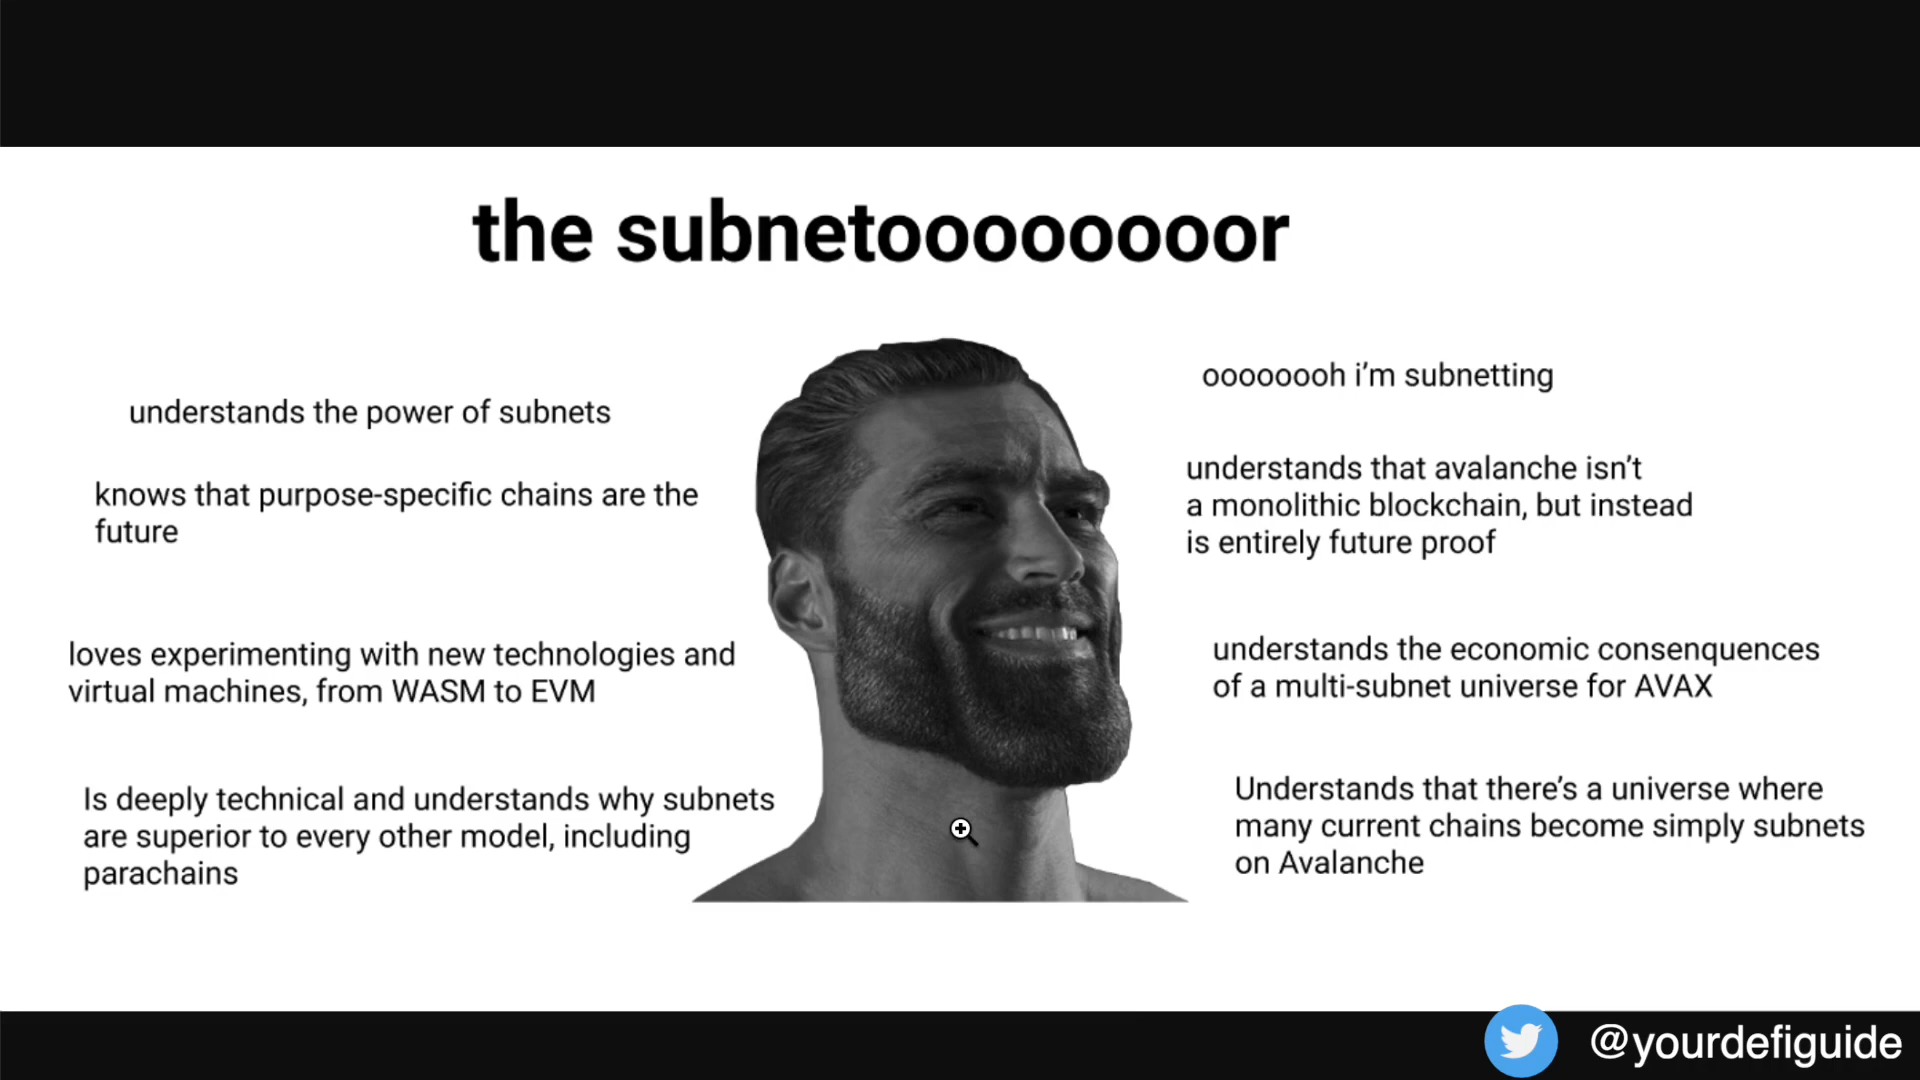 the subnetooooooooor
understands the power of subnets
knows that purpose-specific chains are the
future
loves experimenting with new technologies and
virtual machines, from WASM to EVM
Is deeply technical and understands why subnets
are superior to every other model, including
parachains
oooooooh i’m subnetting
understands that avalanche isn’t
a monolithic blockchain, but instead
is entirely future proof
understands the economic consenquences
of a multi-subnet universe for AVAX
Understands that there’s a universe where
many current chains become simply subnets
on Avalanche
@yourdefiguide